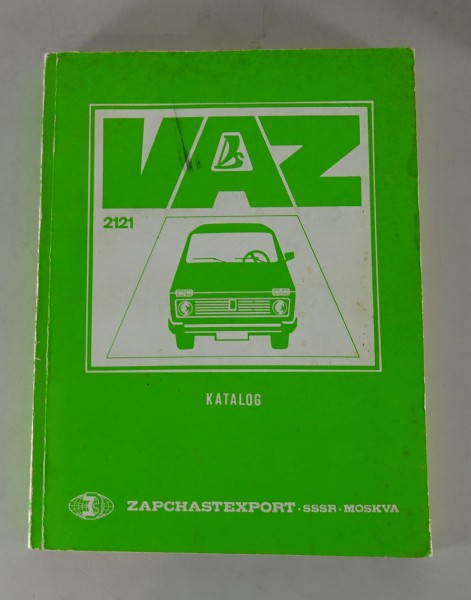 VAZ
2121
KATALOG
ZAPCHASTEXPORT · SSSR · MOSKVA